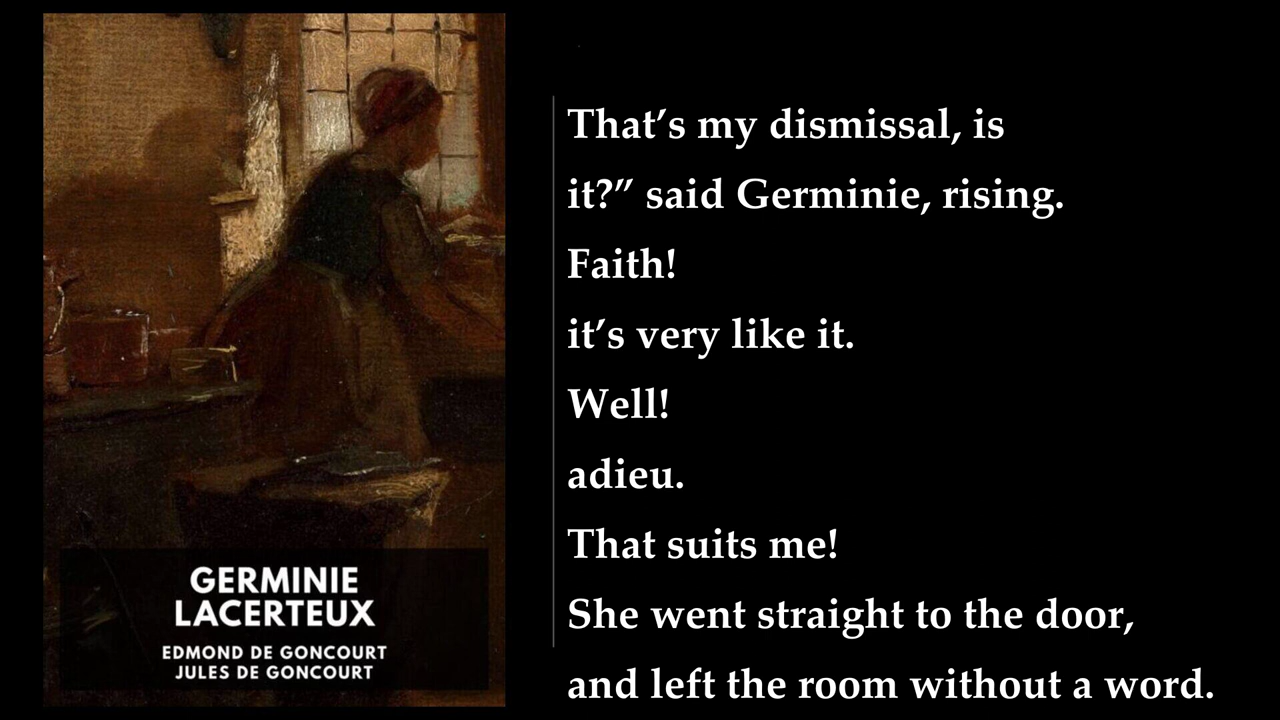 GERMINIE
LACERTEUX
EDMOND DE GONCOURT
JULES DE GONCOURT
That’s my dismissal, is
it?” said Germinie, rising.
Faith!
it’s very like it.
Well!
adieu.
That suits me!
She went straight to the door,
and left the room without a word.